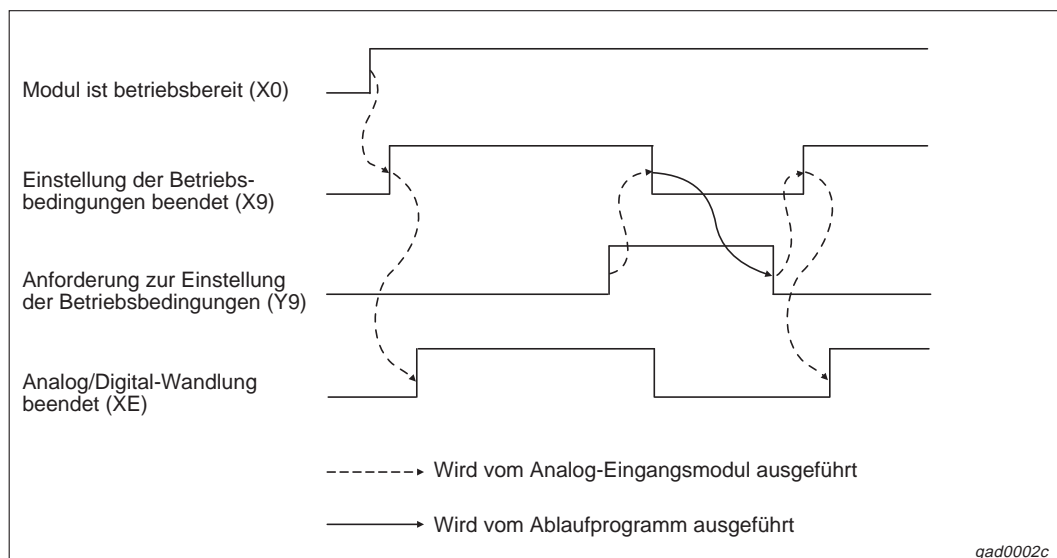 Modul ist betriebsbereit (X0)
Einstellung der Betriebs-
bedingungen beendet (X9)
Anforderung zur Einstellung
der Betriebsbedingungen (Y9)
Analog/Digital-Wandlung
beendet (XE)
Wird vom Analog-Eingangsmodul ausgeführt
Wird vom Ablaufprogramm ausgeführt
qad0002c